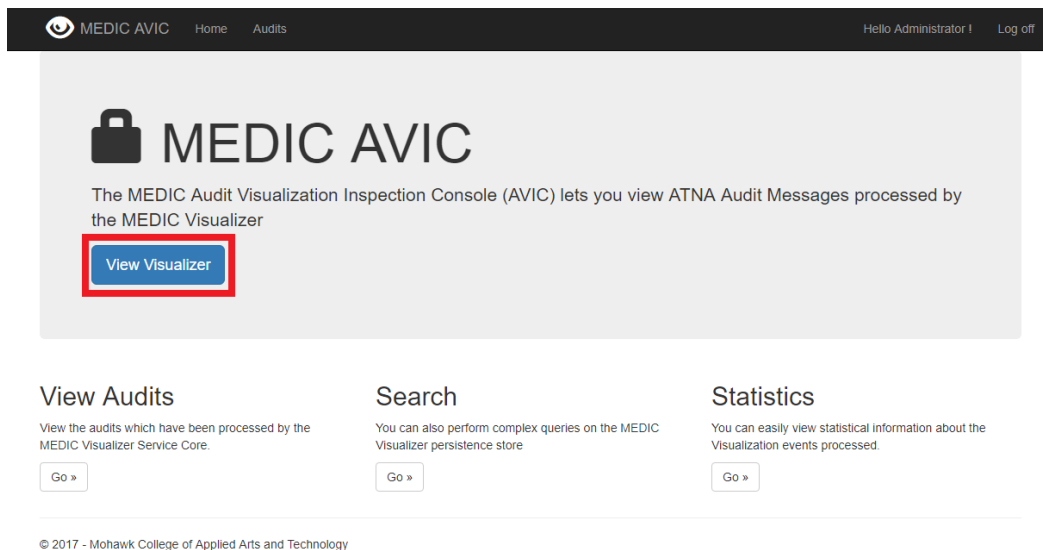 MEDIC AVIC Home Audits Hello Administrator ! Log off
MEDIC AVIC
The MEDIC Audit Visualization Inspection Console (AVIC) lets you view ATNA Audit Messages processed by
the MEDIC Visualizer
View Visualizer
View Audits
View the audits which have been processed by the
MEDIC Visualizer Service Core.
Go »
Search
You can also perform complex queries on the MEDIC
Visualizer persistence store
Go »
Statistics
You can easily view statistical information about the
Visualization events processed.
Go »
© 2017 - Mohawk College of Applied Arts and Technology